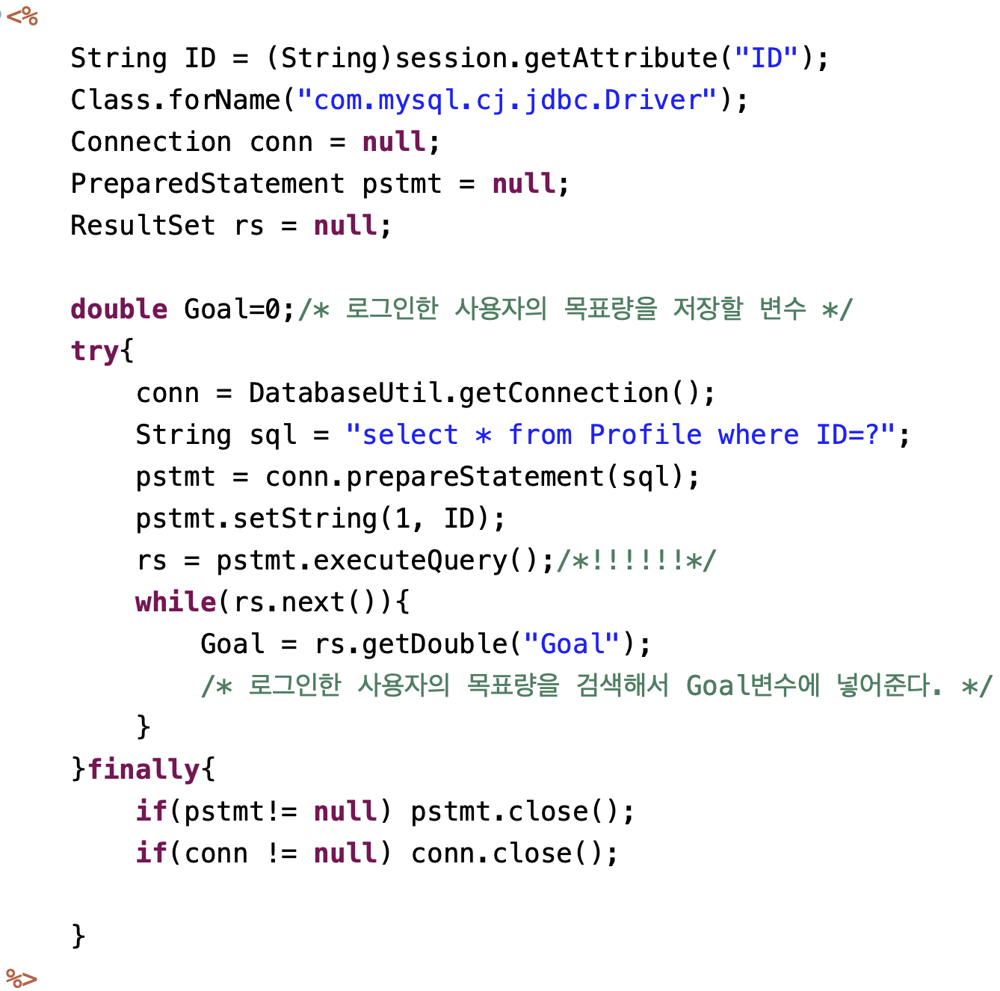 <%
String ID = (String)session.getAttribute("ID");
Class.forName("com.mysql.cj.jdbc.Driver");
Connection conn = null;
PreparedStatement pstmt = null;
ResultSet rs = null;
double Goal=0;/* 로그인한 사용자의 목표량을 저장할 변수 */
try{
conn = DatabaseUtil.getConnection();
String sql = "select * from Profile where ID=?";
pstmt = conn.prepareStatement(sql);
pstmt.setString(1, ID);
rs = pstmt.executeQuery();/*!!!!!!*/
while(rs.next()){
Goal = rs.getDouble("Goal");
/* 로그인한 사용자의 목표량을 검색해서 Goal변수에 넣어준다. */
}
}finally{
if(pstmt!= null) pstmt.close();
if(conn != null) conn.close();
}
%>